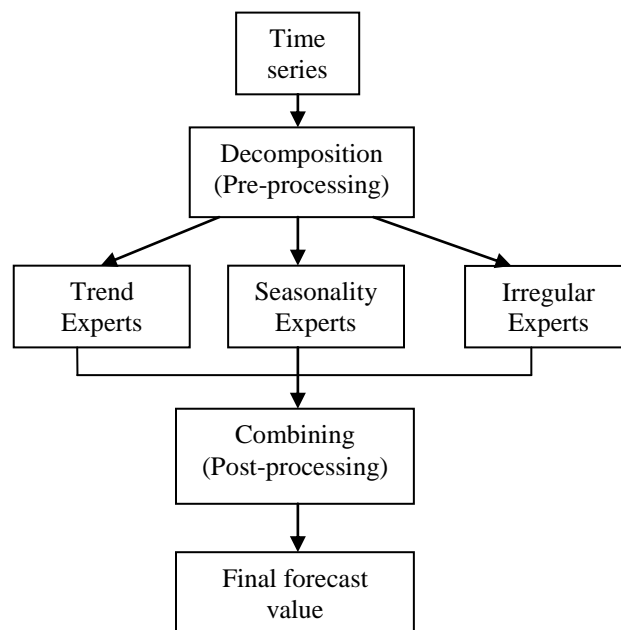 Time
series
Decomposition
(Pre-processing)
Trend
Experts
Seasonality
Experts
Irregular
Experts
Combining
(Post-processing)
Final forecast
value